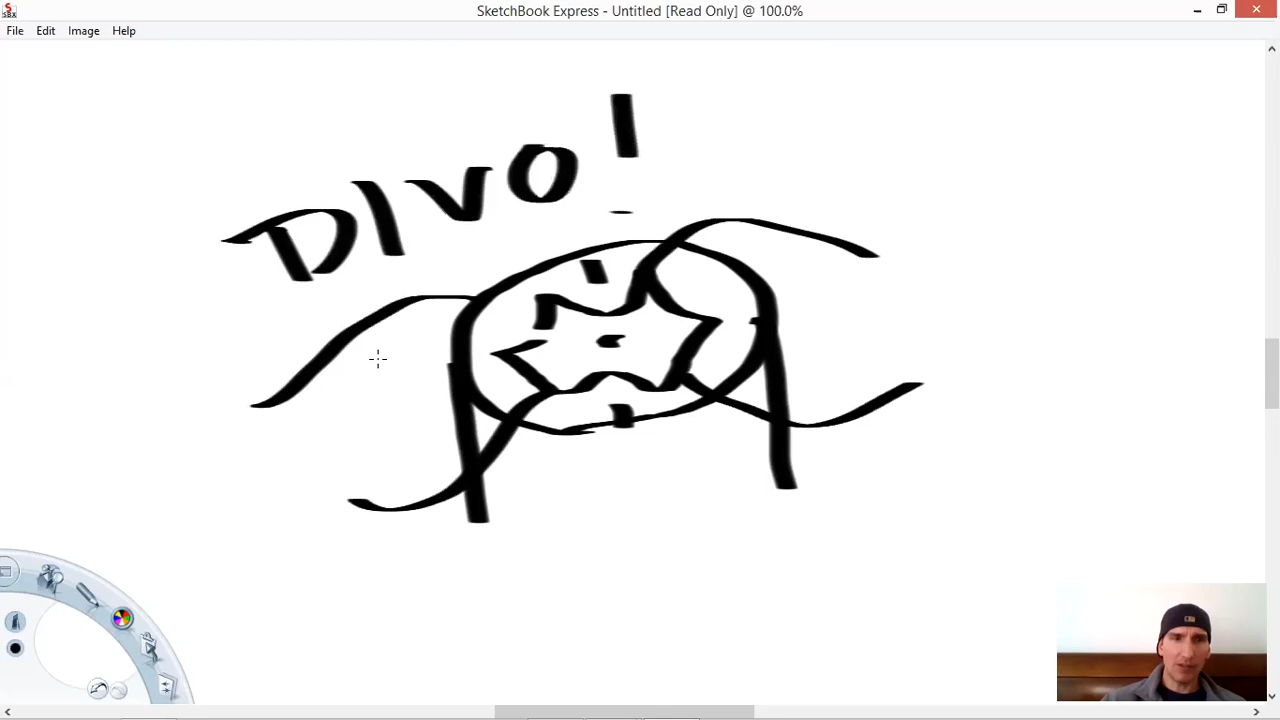 SketchBook Express - Untitled [Read Only] @ 100.0%
File Edit Image Help
DIVO!